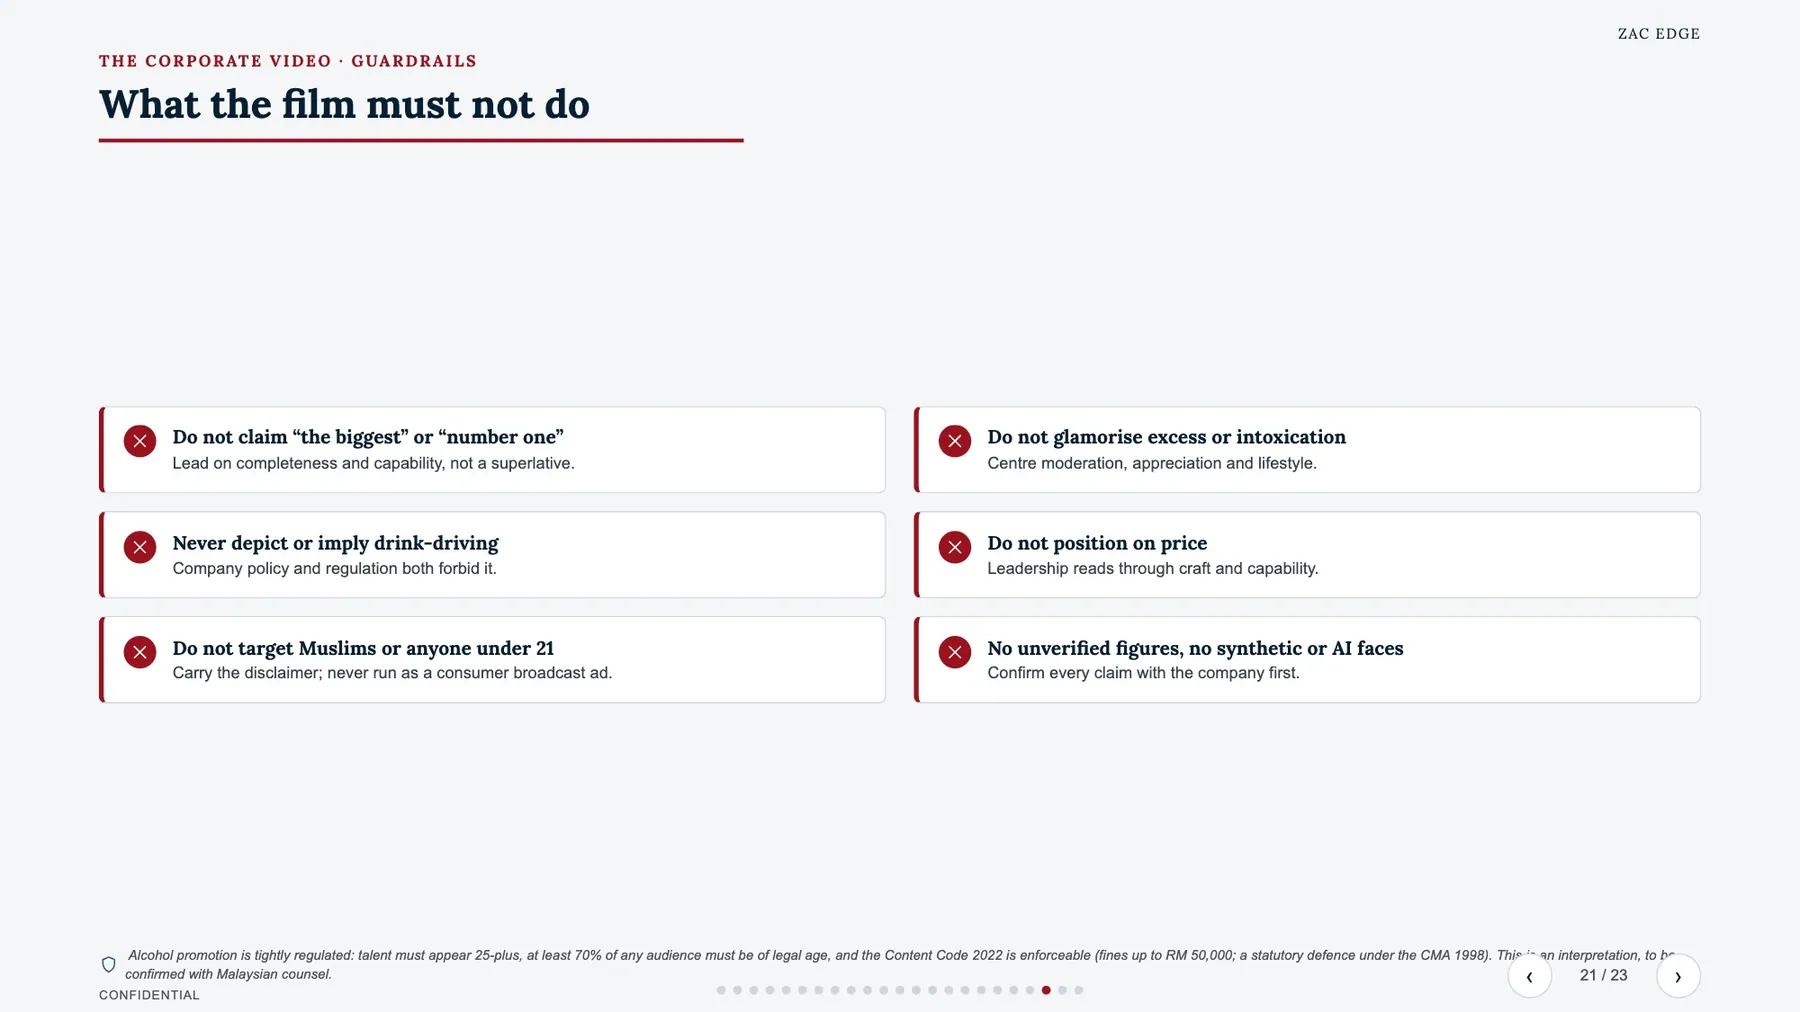 ZAC EDGE
THE CORPORATE VIDEO · GUARDRAILS
What the film must not do
Do not claim “the biggest” or “number one”
Lead on completeness and capability, not a superlative.
Do not glamorise excess or intoxication
Centre moderation, appreciation and lifestyle.
Never depict or imply drink-driving
Company policy and regulation both forbid it.
Do not position on price
Leadership reads through craft and capability.
Do not target Muslims or anyone under 21
Carry the disclaimer; never run as a consumer broadcast ad.
No unverified figures, no synthetic or AI faces
Confirm every claim with the company first.
Alcohol promotion is tightly regulated: talent must appear 25-plus, at least 70% of any audience must be of legal age, and the Content Code 2022 is enforceable (fines up to RM 50,000; a statutory defence under the CMA 1998). This is an interpretation, to be
confirmed with Malaysian counsel.
CONFIDENTIAL
‹ 21 / 23 ›